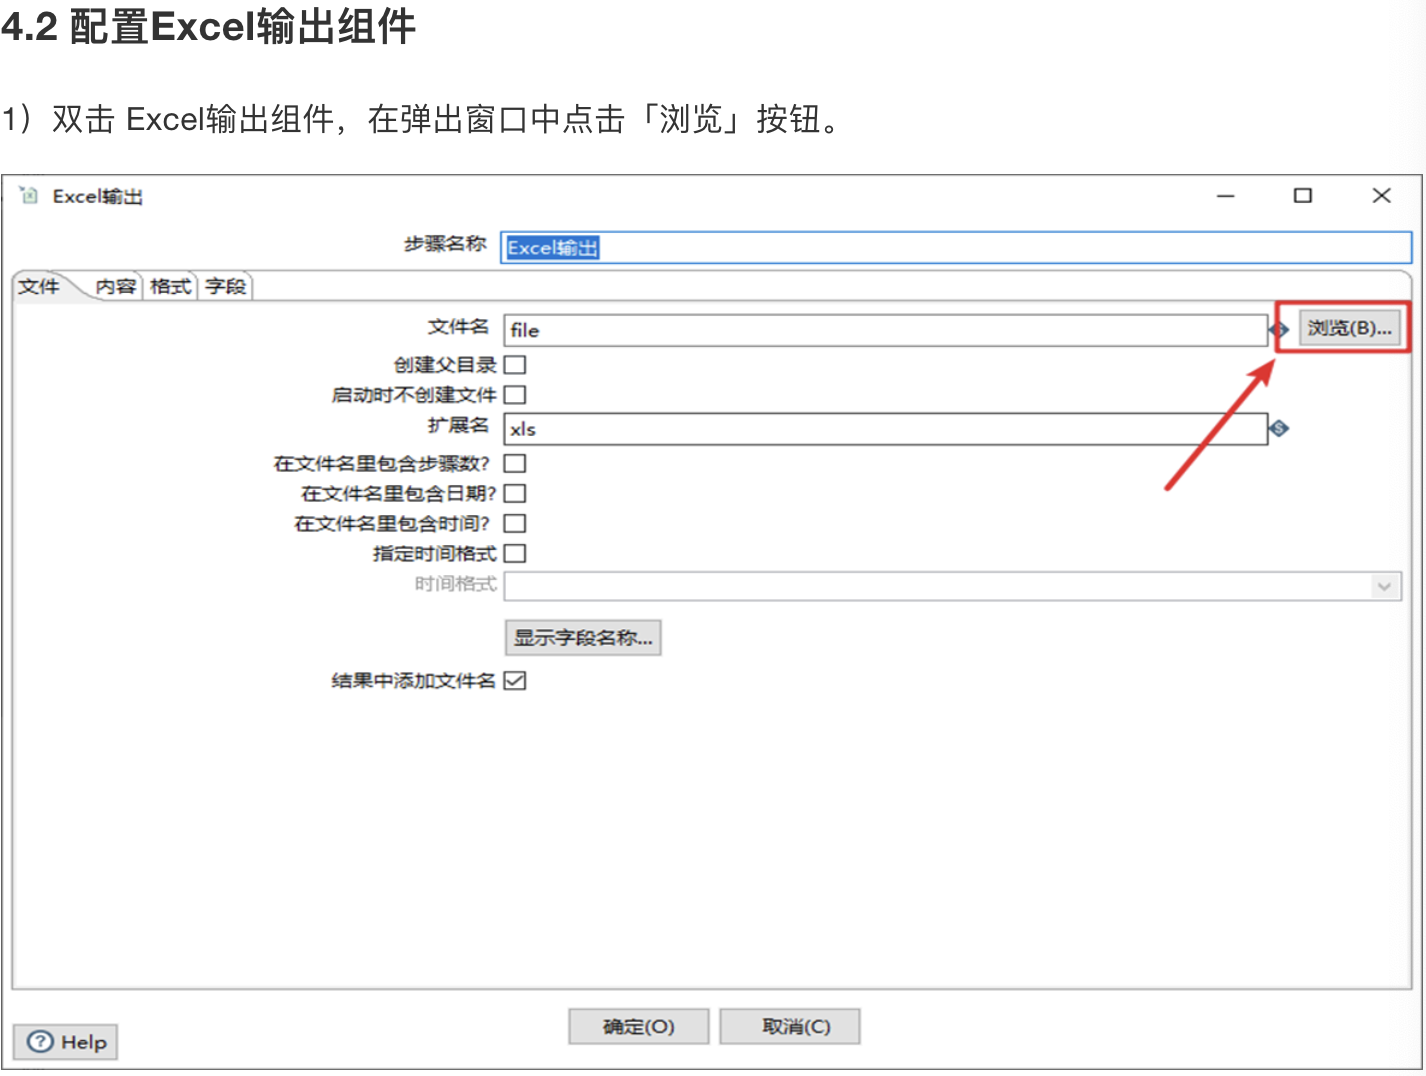 4.2 配置Excel输出组件
1）双击 Excel输出组件，在弹出窗口中点击「浏览」按钮。
Excel输出
步骤名称 Excel输出
文件 内容 格式 字段
文件名 file 浏览(B)...
创建父目录
启动时不创建文件
扩展名 xls
在文件名里包含步骤数?
在文件名里包含日期?
在文件名里包含时间?
指定时间格式
时间格式
显示字段名称...
结果中添加文件名
确定(O) 取消(C)
Help